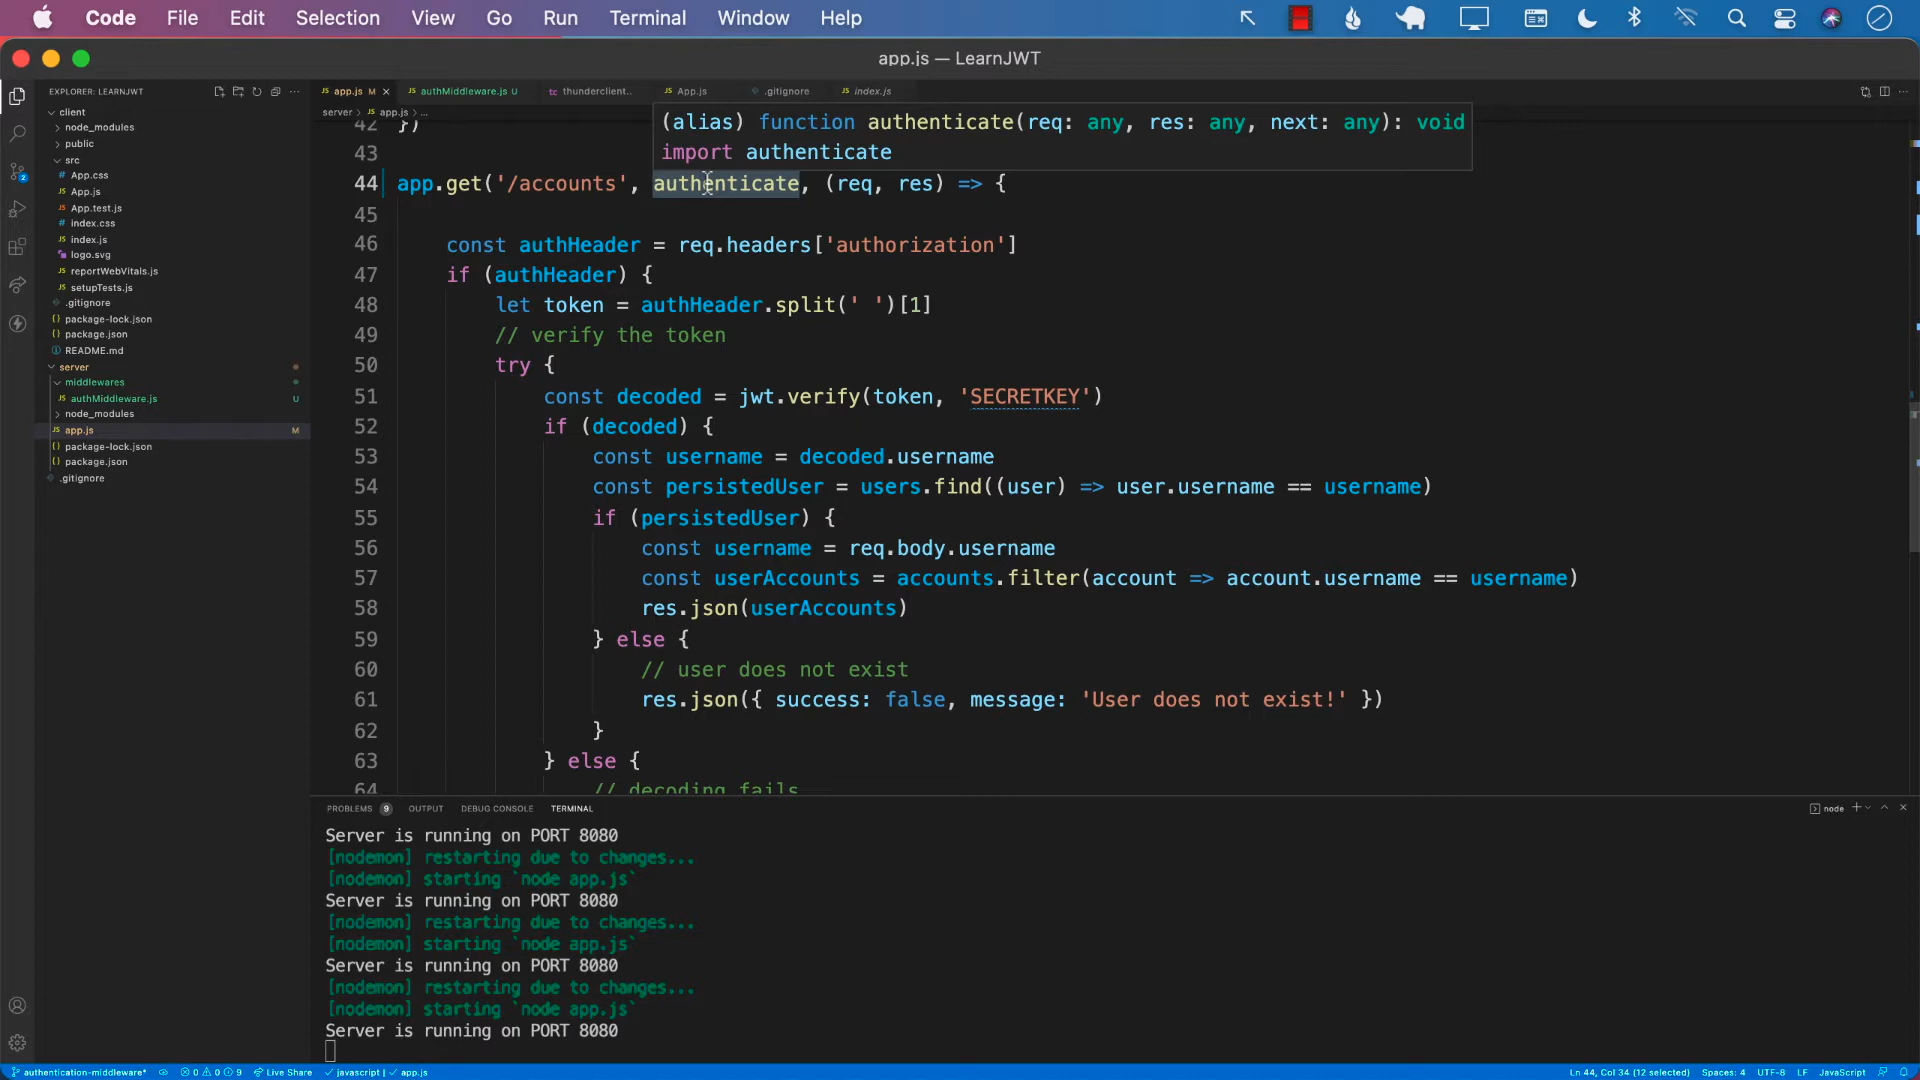 Code File Edit Selection View Go Run Terminal Window Help
app.js — LearnJWT
EXPLORER: LEARNJWT
client
node_modules
public
src
App.css
App.js
App.test.js
index.css
index.js
logo.svg
reportWebVitals.js
setupTests.js
.gitignore
package-lock.json
package.json
README.md
server
middlewares
authMiddleware.js U
node_modules
app.js M
package-lock.json
package.json
.gitignore
app.js M authMiddleware.js U thunderclient.. App.js .gitignore index.js
server > app.js > ...
(alias) function authenticate(req: any, res: any, next: any): void
import authenticate
42 })
43
44 app.get('/accounts', authenticate, (req, res) => {
45
46 const authHeader = req.headers['authorization']
47 if (authHeader) {
48 let token = authHeader.split(' ')[1]
49 // verify the token
50 try {
51 const decoded = jwt.verify(token, 'SECRETKEY')
52 if (decoded) {
53 const username = decoded.username
54 const persistedUser = users.find((user) => user.username == username)
55 if (persistedUser) {
56 const username = req.body.username
57 const userAccounts = accounts.filter(account => account.username == username)
58 res.json(userAccounts)
59 } else {
60 // user does not exist
61 res.json({ success: false, message: 'User does not exist!' })
62 }
63 } else {
64 // decoding fails
PROBLEMS 9 OUTPUT DEBUG CONSOLE TERMINAL node
Server is running on PORT 8080
[nodemon] restarting due to changes...
[nodemon] starting `node app.js`
Server is running on PORT 8080
[nodemon] restarting due to changes...
[nodemon] starting `node app.js`
Server is running on PORT 8080
[nodemon] restarting due to changes...
[nodemon] starting `node app.js`
Server is running on PORT 8080
authentication-middleware* 0 0 9 Live Share javascript | app.js Ln 44, Col 34 (12 selected) Spaces: 4 UTF-8 LF JavaScript